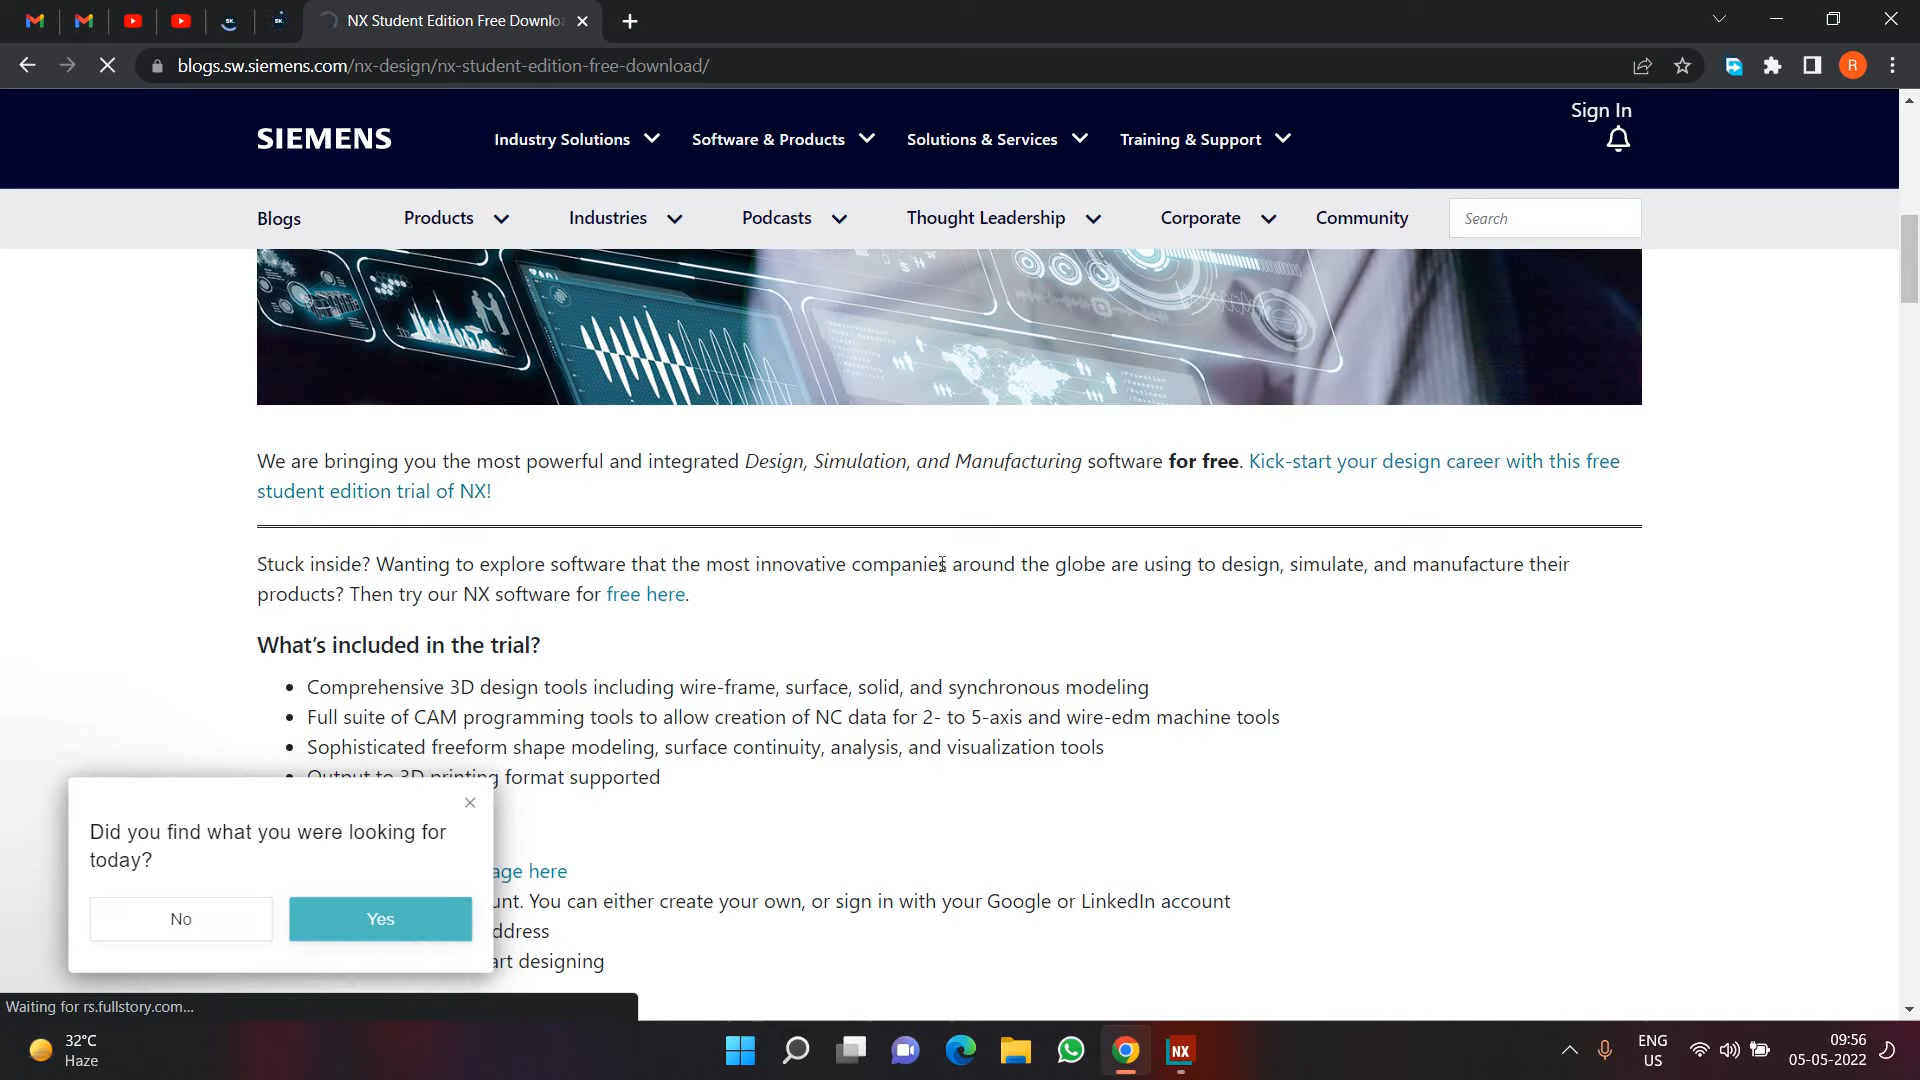 NX Student Edition Free Downlo
blogs.sw.siemens.com/nx-design/nx-student-edition-free-download/
R
Sign In
SIEMENS
Industry Solutions
Software & Products
Solutions & Services
Training & Support
Blogs
Products
Industries
Podcasts
Thought Leadership
Corporate
Community
Search
We are bringing you the most powerful and integrated Design, Simulation, and Manufacturing software for free. Kick-start your design career with this free
student edition trial of NX!
Stuck inside? Wanting to explore software that the most innovative companies around the globe are using to design, simulate, and manufacture their
products? Then try our NX software for free here.
What's included in the trial?
• Comprehensive 3D design tools including wire-frame, surface, solid, and synchronous modeling
• Full suite of CAM programming tools to allow creation of NC data for 2- to 5-axis and wire-edm machine tools
• Sophisticated freeform shape modeling, surface continuity, analysis, and visualization tools
• Output to 3D printing format supported
Did you find what you were looking for
today?
No
Yes
age here
unt. You can either create your own, or sign in with your Google or LinkedIn account
ddress
art designing
Waiting for rs.fullstory.com...
32°C
Haze
NX
ENG
US
09:56
05-05-2022